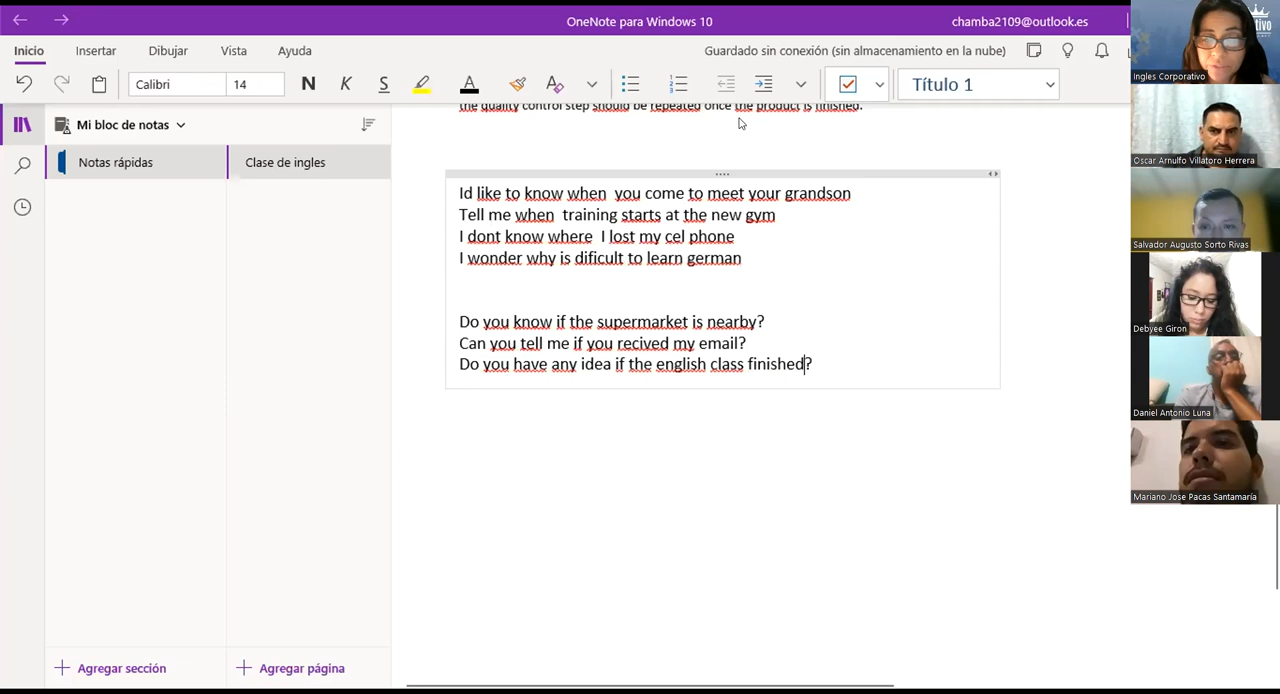 OneNote para Windows 10
chamba2109@outlook.es
Inicio
Insertar
Dibujar
Vista
Ayuda
Guardado sin conexión (sin almacenamiento en la nube)
Calibri
14
N
K
S
A
A
Título 1
Mi bloc de notas
Notas rápidas
Clase de ingles
the quality control step should be repeated once the product is finished.
Id like to know when you come to meet your grandson
Tell me when training starts at the new gym
I dont know where I lost my cel phone
I wonder why is dificult to learn german
Do you know if the supermarket is nearby?
Can you tell me if you recived my email?
Do you have any idea if the english class finished?
Agregar sección
Agregar página
Ingles Corporativo
Oscar Arnulfo Villatoro Herrera
Salvador Augusto Sorto Rivas
Debyee Giron
Daniel Antonio Luna
Mariano Jose Pacas Santamaría